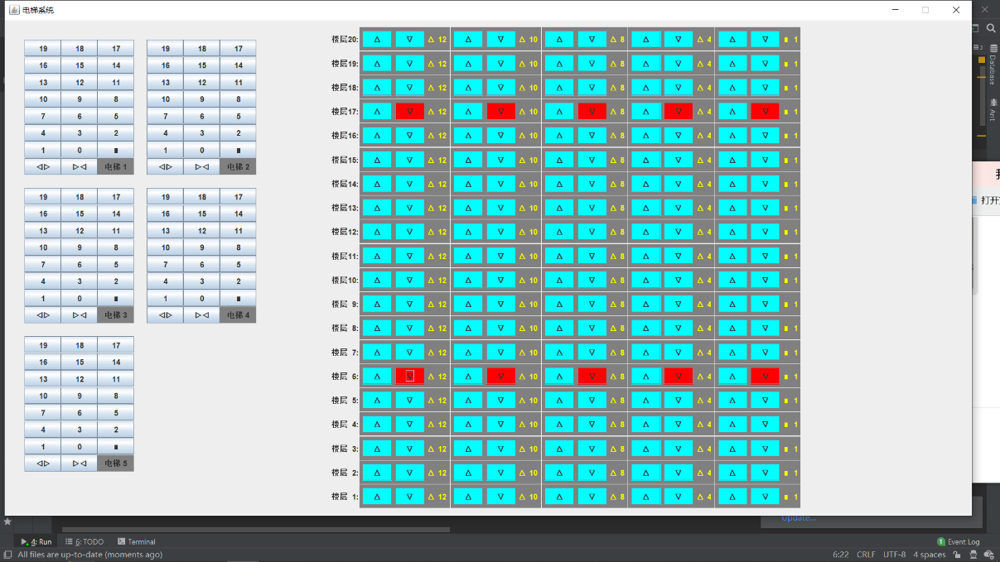 电梯系统
19 18 17 19 18 17
16 15 14 16 15 14
13 12 11 13 12 11
10 9 8 10 9 8
7 6 5 7 6 5
4 3 2 4 3 2
1 0 ■ 1 0 ■
◁▷ ▷◁ 电梯 1 ◁▷ ▷◁ 电梯 2
19 18 17 19 18 17
16 15 14 16 15 14
13 12 11 13 12 11
10 9 8 10 9 8
7 6 5 7 6 5
4 3 2 4 3 2
1 0 ■ 1 0 ■
◁▷ ▷◁ 电梯 3 ◁▷ ▷◁ 电梯 4
19 18 17
16 15 14
13 12 11
10 9 8
7 6 5
4 3 2
1 0 ■
◁▷ ▷◁ 电梯 5
楼层20: △ ▽ △ 12 △ ▽ △ 10 △ ▽ △ 8 △ ▽ △ 4 △ ▽ ■ 1
楼层19: △ ▽ △ 12 △ ▽ △ 10 △ ▽ △ 8 △ ▽ △ 4 △ ▽ ■ 1
楼层18: △ ▽ △ 12 △ ▽ △ 10 △ ▽ △ 8 △ ▽ △ 4 △ ▽ ■ 1
楼层17: △ ▽ △ 12 △ ▽ △ 10 △ ▽ △ 8 △ ▽ △ 4 △ ▽ ■ 1
楼层16: △ ▽ △ 12 △ ▽ △ 10 △ ▽ △ 8 △ ▽ △ 4 △ ▽ ■ 1
楼层15: △ ▽ △ 12 △ ▽ △ 10 △ ▽ △ 8 △ ▽ △ 4 △ ▽ ■ 1
楼层14: △ ▽ △ 12 △ ▽ △ 10 △ ▽ △ 8 △ ▽ △ 4 △ ▽ ■ 1
楼层13: △ ▽ △ 12 △ ▽ △ 10 △ ▽ △ 8 △ ▽ △ 4 △ ▽ ■ 1
楼层12: △ ▽ △ 12 △ ▽ △ 10 △ ▽ △ 8 △ ▽ △ 4 △ ▽ ■ 1
楼层11: △ ▽ △ 12 △ ▽ △ 10 △ ▽ △ 8 △ ▽ △ 4 △ ▽ ■ 1
楼层10: △ ▽ △ 12 △ ▽ △ 10 △ ▽ △ 8 △ ▽ △ 4 △ ▽ ■ 1
楼层 9: △ ▽ △ 12 △ ▽ △ 10 △ ▽ △ 8 △ ▽ △ 4 △ ▽ ■ 1
楼层 8: △ ▽ △ 12 △ ▽ △ 10 △ ▽ △ 8 △ ▽ △ 4 △ ▽ ■ 1
楼层 7: △ ▽ △ 12 △ ▽ △ 10 △ ▽ △ 8 △ ▽ △ 4 △ ▽ ■ 1
楼层 6: △ ▽ △ 12 △ ▽ △ 10 △ ▽ △ 8 △ ▽ △ 4 △ ▽ ■ 1
楼层 5: △ ▽ △ 12 △ ▽ △ 10 △ ▽ △ 8 △ ▽ △ 4 △ ▽ ■ 1
楼层 4: △ ▽ △ 12 △ ▽ △ 10 △ ▽ △ 8 △ ▽ △ 4 △ ▽ ■ 1
楼层 3: △ ▽ △ 12 △ ▽ △ 10 △ ▽ △ 8 △ ▽ △ 4 △ ▽ ■ 1
楼层 2: △ ▽ △ 12 △ ▽ △ 10 △ ▽ △ 8 △ ▽ △ 4 △ ▽ ■ 1
楼层 1: △ ▽ △ 12 △ ▽ △ 10 △ ▽ △ 8 △ ▽ △ 4 △ ▽ ■ 1
Database
Ant
打开
Update...
4: Run 6: TODO Terminal 1 Event Log
All files are up-to-date (moments ago) 6:22 CRLF UTF-8 4 spaces